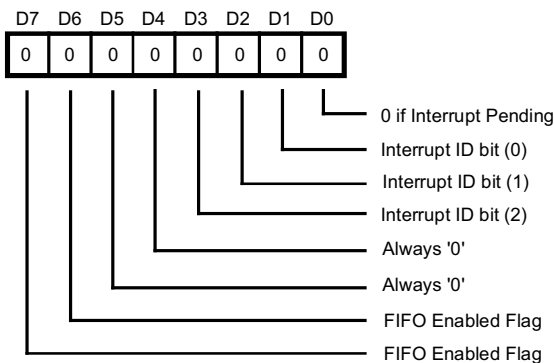 D7 D6 D5 D4 D3 D2 D1 D0
0 0 0 0 0 0 0 0
0 if Interrupt Pending
Interrupt ID bit (0)
Interrupt ID bit (1)
Interrupt ID bit (2)
Always '0'
Always '0'
FIFO Enabled Flag
FIFO Enabled Flag